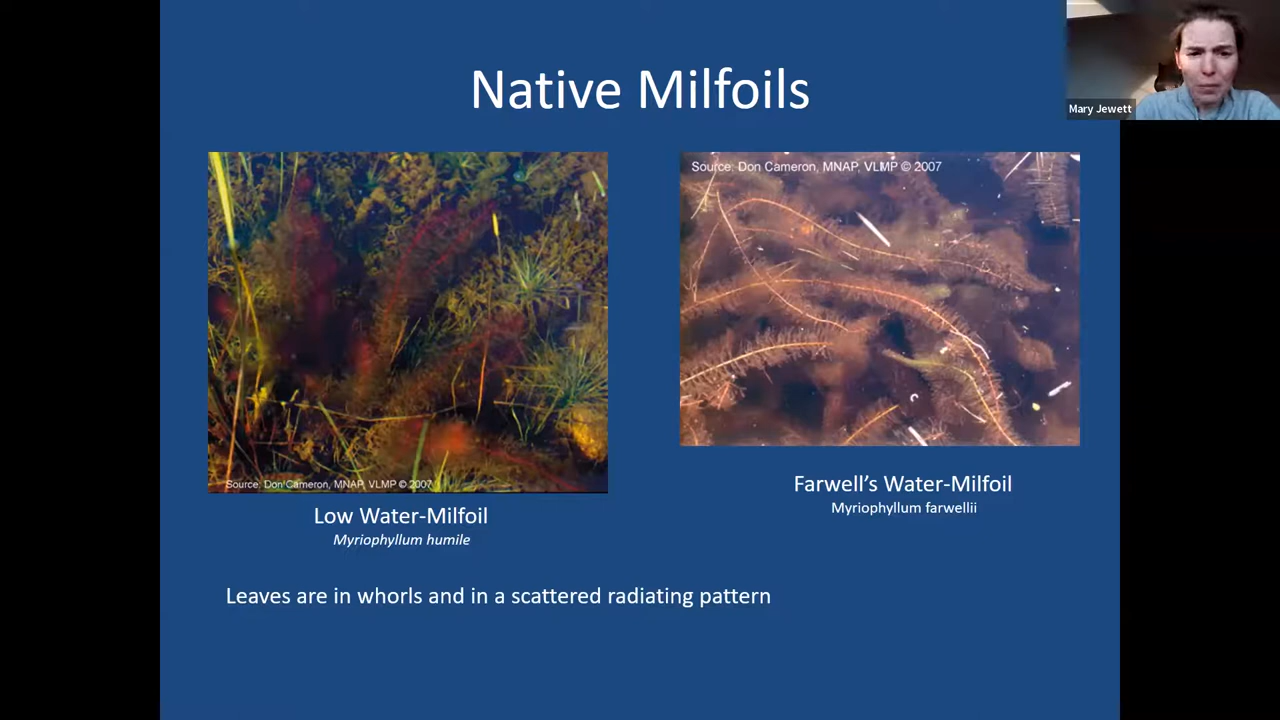 Native Milfoils
Mary Jewett
Source: Don Cameron, MNAP, VLMP © 2007
Source: Don Cameron, MNAP, VLMP © 2007
Farwell’s Water-Milfoil
Myriophyllum farwellii
Low Water-Milfoil
Myriophyllum humile
Leaves are in whorls and in a scattered radiating pattern